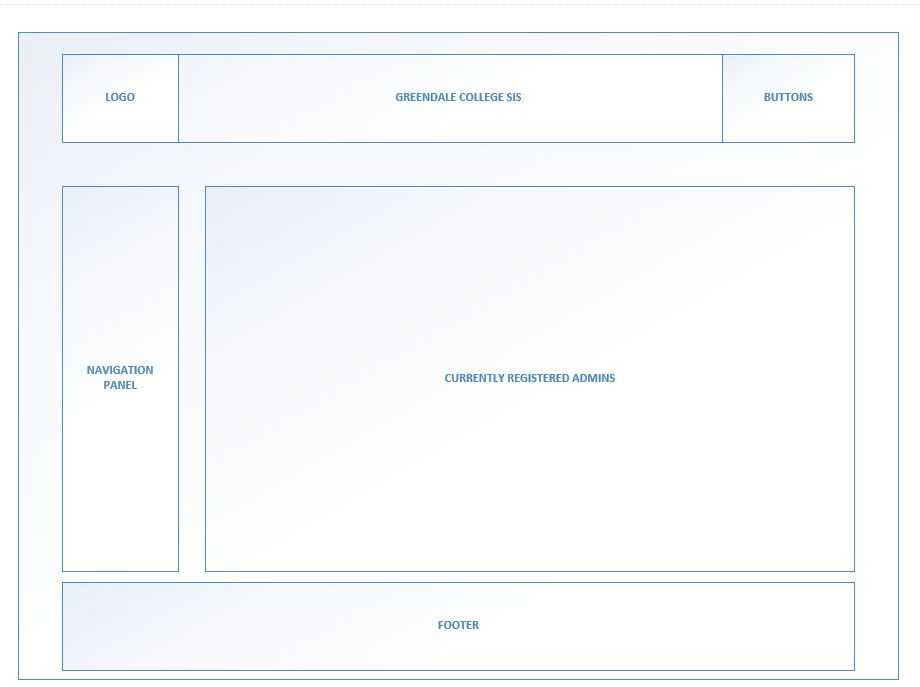 LOGO
GREENDALE COLLEGE SIS
BUTTONS
NAVIGATION
PANEL
CURRENTLY REGISTERED ADMINS
FOOTER